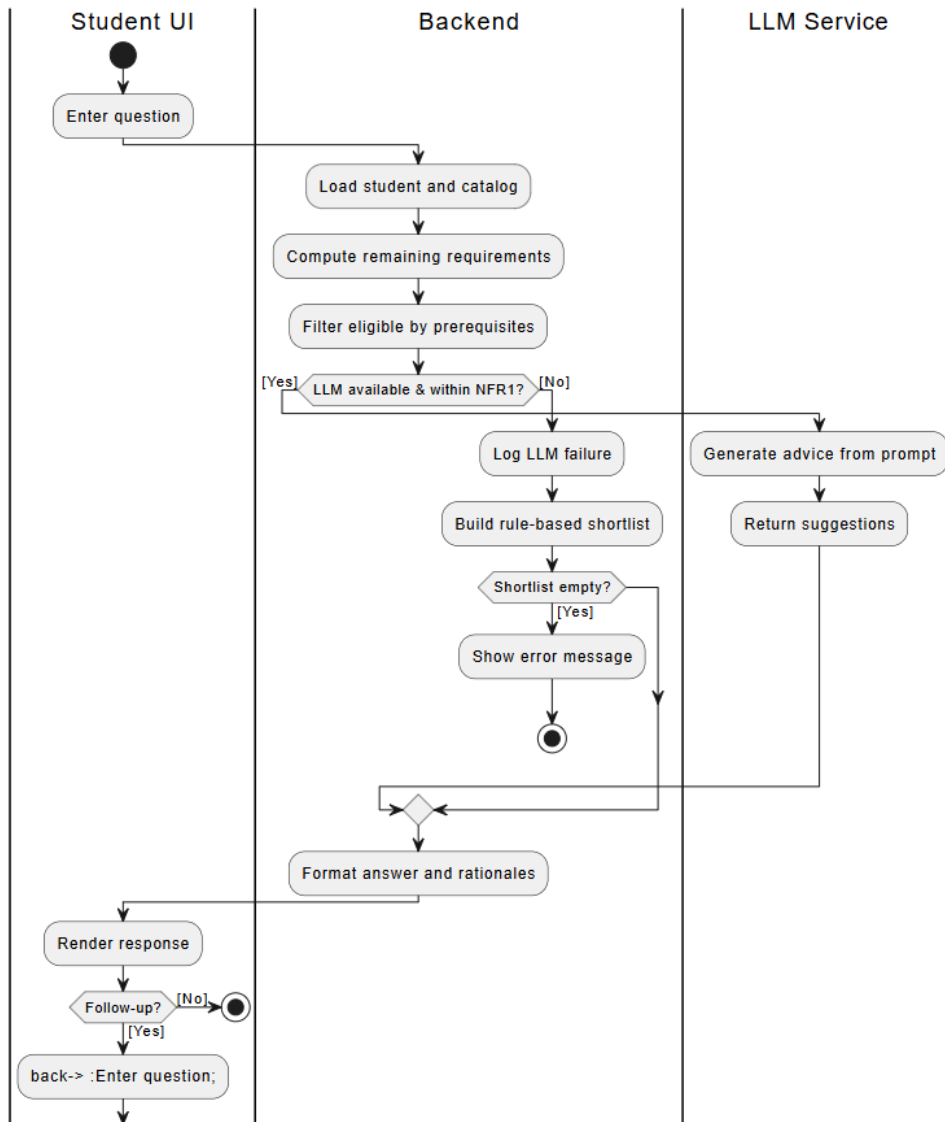 Student UI
Backend
LLM Service
Enter question
Load student and catalog
Compute remaining requirements
Filter eligible by prerequisites
[Yes]
LLM available & within NFR1?
[No]
Log LLM failure
Generate advice from prompt
Build rule-based shortlist
Return suggestions
Shortlist empty?
[Yes]
Show error message
Format answer and rationales
Render response
Follow-up?
[No]
[Yes]
back-> :Enter question;